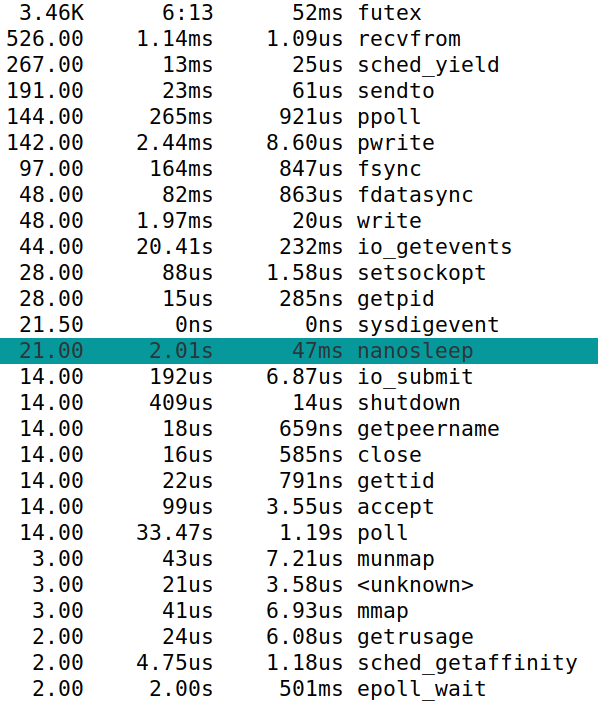 3.46K 6:13 52ms futex
526.00 1.14ms 1.09us recvfrom
267.00 13ms 25us sched_yield
191.00 23ms 61us sendto
144.00 265ms 921us ppoll
142.00 2.44ms 8.60us pwrite
97.00 164ms 847us fsync
48.00 82ms 863us fdatasync
48.00 1.97ms 20us write
44.00 20.41s 232ms io_getevents
28.00 88us 1.58us setsockopt
28.00 15us 285ns getpid
21.50 0ns 0ns sysdigevent
21.00 2.01s 47ms nanosleep
14.00 192us 6.87us io_submit
14.00 409us 14us shutdown
14.00 18us 659ns getpeername
14.00 16us 585ns close
14.00 22us 791ns gettid
14.00 99us 3.55us accept
14.00 33.47s 1.19s poll
3.00 43us 7.21us munmap
3.00 21us 3.58us <unknown>
3.00 41us 6.93us mmap
2.00 24us 6.08us getrusage
2.00 4.75us 1.18us sched_getaffinity
2.00 2.00s 501ms epoll_wait